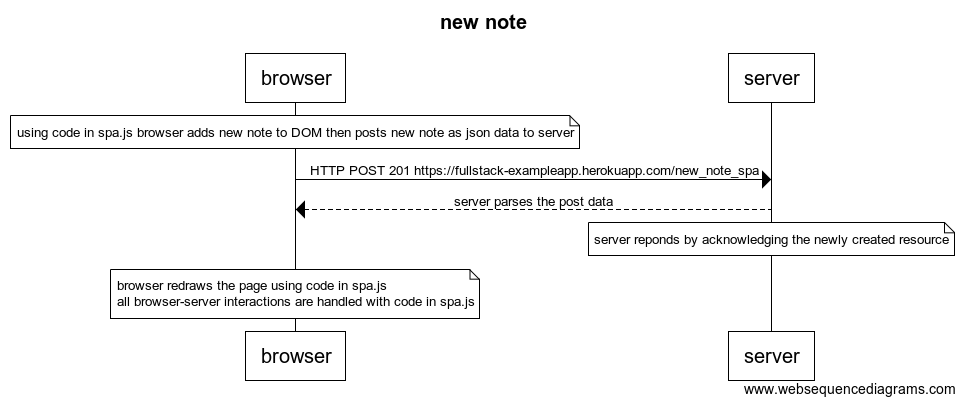 new note
browser
server
using code in spa.js browser adds new note to DOM then posts new note as json data to server
HTTP POST 201 https://fullstack-exampleapp.herokuapp.com/new_note_spa
server parses the post data
server reponds by acknowledging the newly created resource
browser redraws the page using code in spa.js
all browser-server interactions are handled with code in spa.js
browser
server
www.websequencediagrams.com